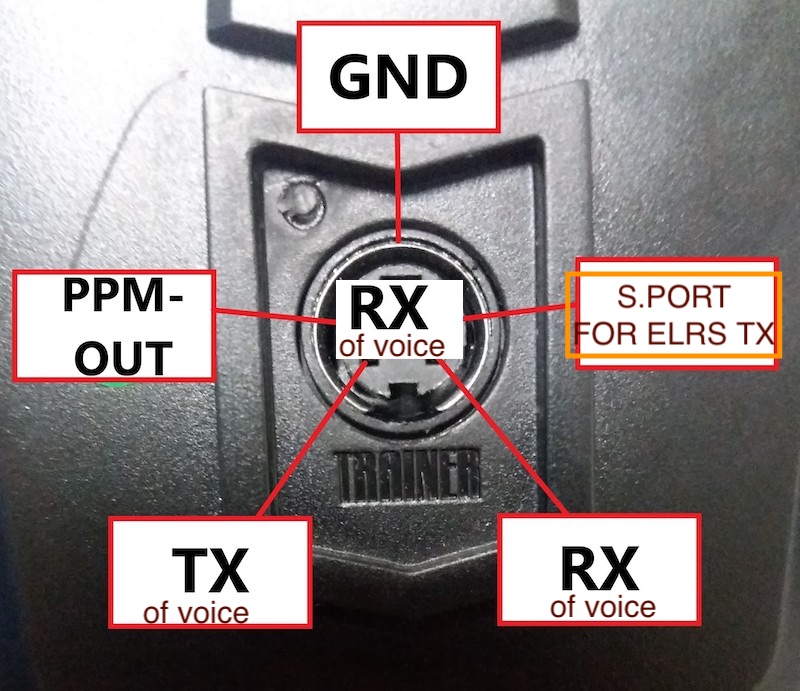 GND
PPM-
OUT
RX
of voice
S.PORT
FOR ELRS TX
TRAINER
TX
of voice
RX
of voice